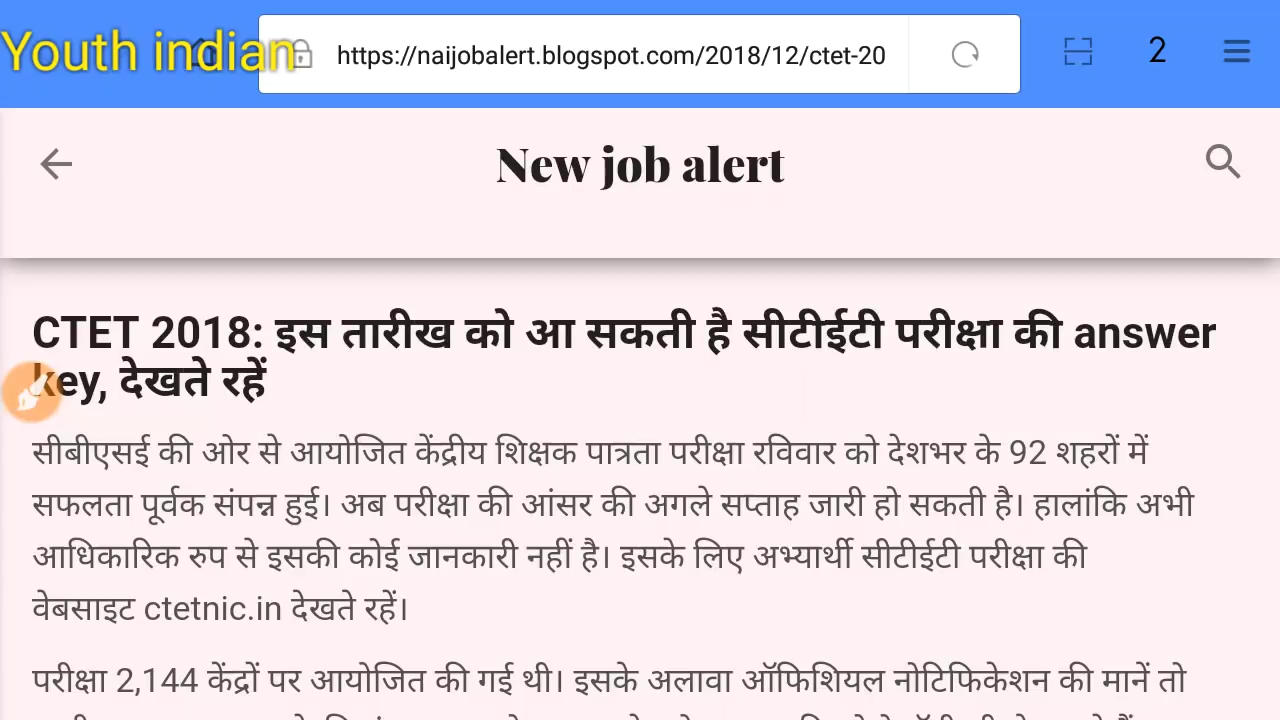 Youth indian
https://naijobalert.blogspot.com/2018/12/ctet-20
2
New job alert
CTET 2018: इस तारीख को आ सकती है सीटीईटी परीक्षा की answer
key, देखते रहें
सीबीएसई की ओर से आयोजित केंद्रीय शिक्षक पात्रता परीक्षा रविवार को देशभर के 92 शहरों में
सफलता पूर्वक संपन्न हुई। अब परीक्षा की आंसर की अगले सप्ताह जारी हो सकती है। हालांकि अभी
आधिकारिक रुप से इसकी कोई जानकारी नहीं है। इसके लिए अभ्यार्थी सीटीईटी परीक्षा की
वेबसाइट ctetnic.in देखते रहें।
परीक्षा 2,144 केंद्रों पर आयोजित की गई थी। इसके अलावा ऑफिशियल नोटिफिकेशन की मानें तो